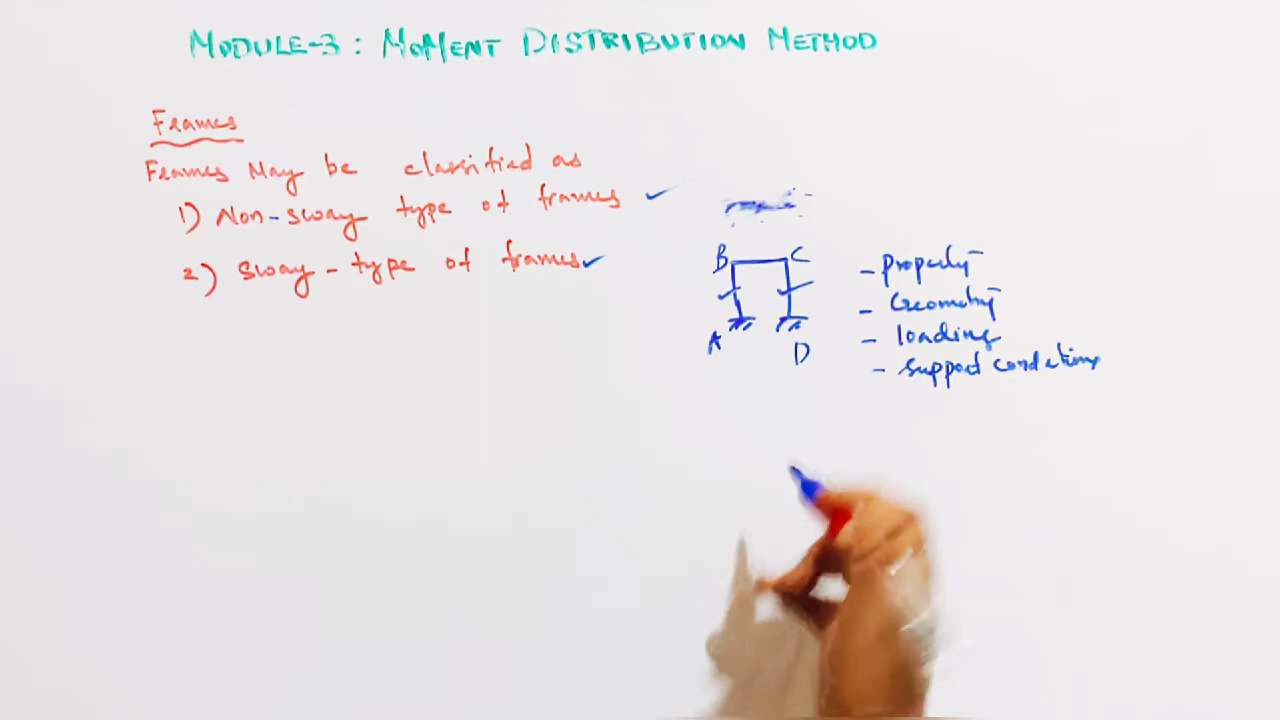 MODULE-3: MOMENT DISTRIBUTION METHOD
Frames
Frames May be classified as
1) Non-sway type of frames
2) Sway-type of frames
B C
A D
- property
- Geometry
- loading
- support conditions